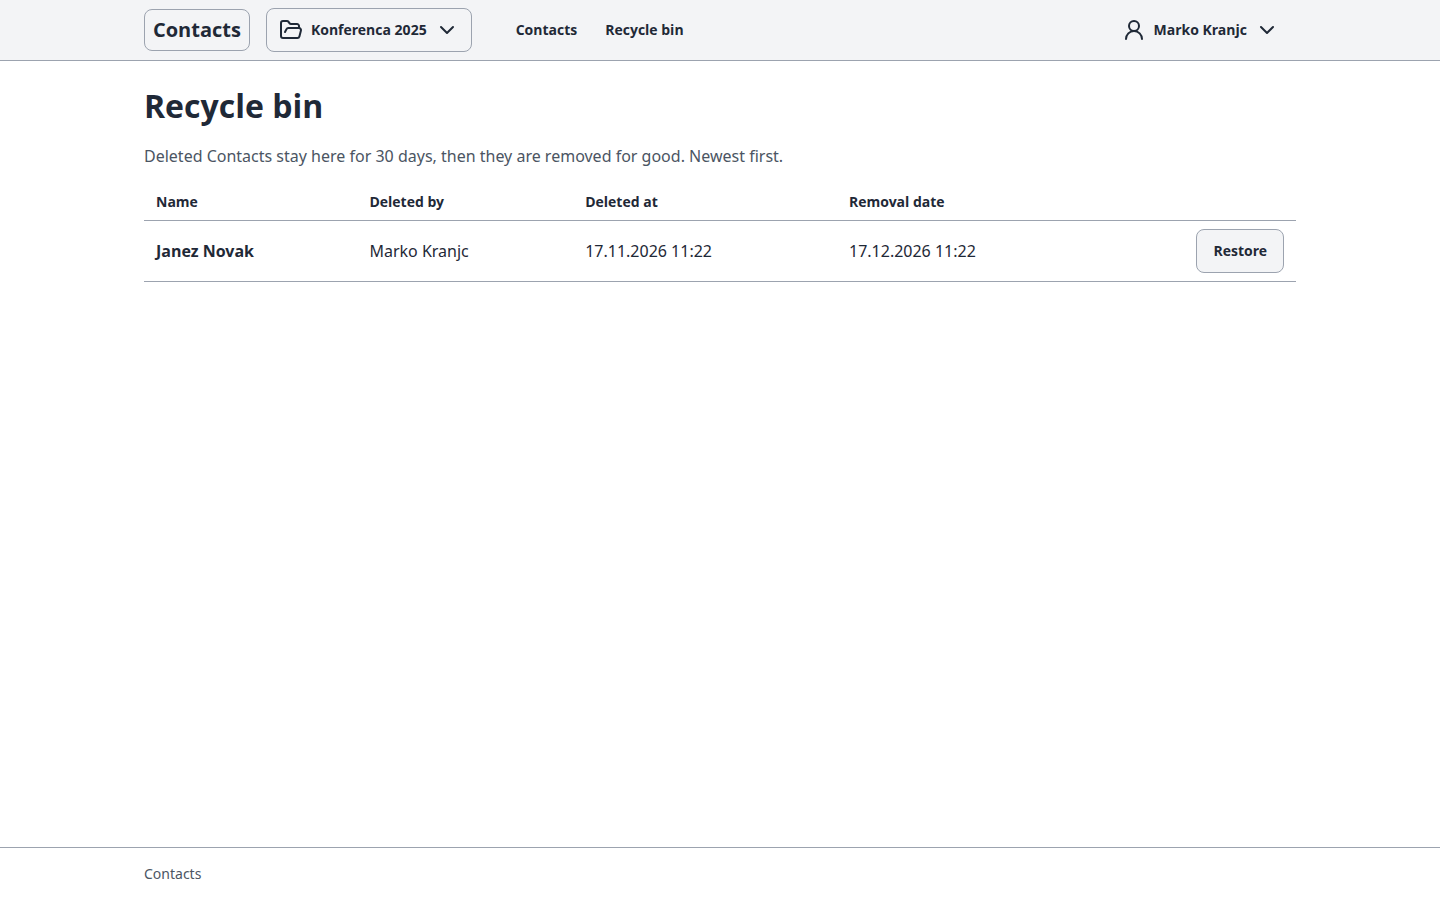 Contacts Konferenca 2025 Contacts Recycle bin Marko Kranjc
Recycle bin
Deleted Contacts stay here for 30 days, then they are removed for good. Newest first.
Name Deleted by Deleted at Removal date
Janez Novak Marko Kranjc 17.11.2026 11:22 17.12.2026 11:22 Restore
Contacts